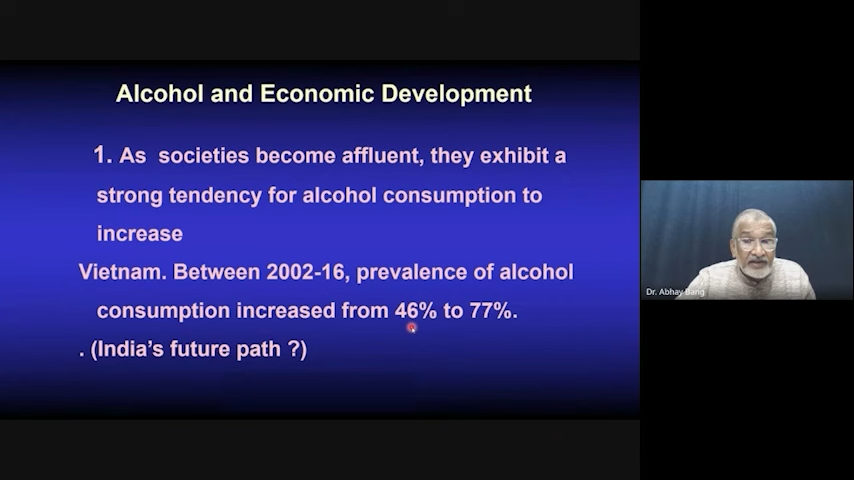 Alcohol and Economic Development
1. As societies become affluent, they exhibit a
strong tendency for alcohol consumption to
increase
Vietnam. Between 2002-16, prevalence of alcohol
consumption increased from 46% to 77%.
. (India's future path ?)
Dr. Abhay Bang